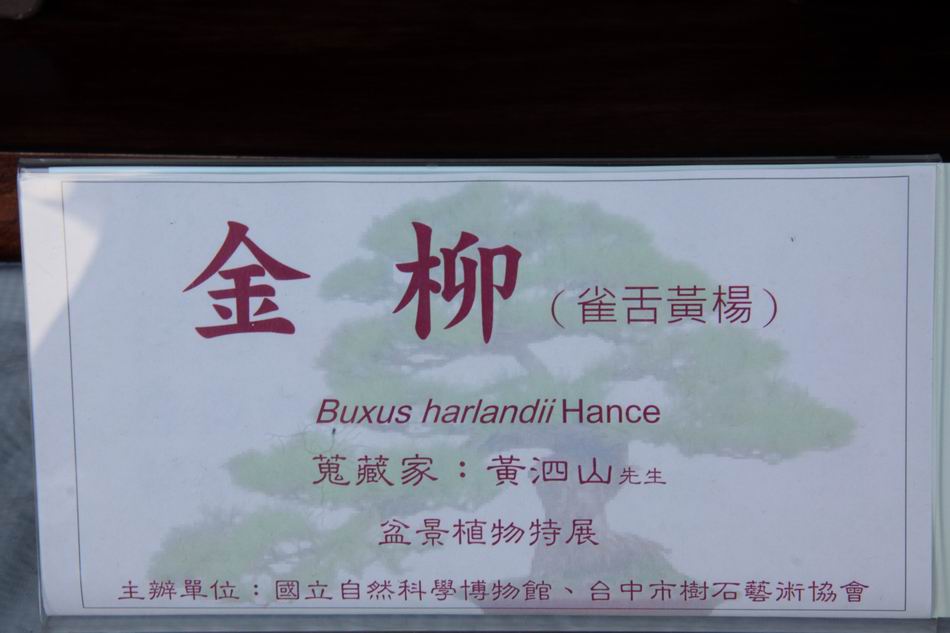 金 柳（雀舌黃楊）
Buxus harlandii Hance
蒐藏家：黃泗山先生
盆景植物特展
主辦單位：國立自然科學博物館、台中市樹石藝術協會